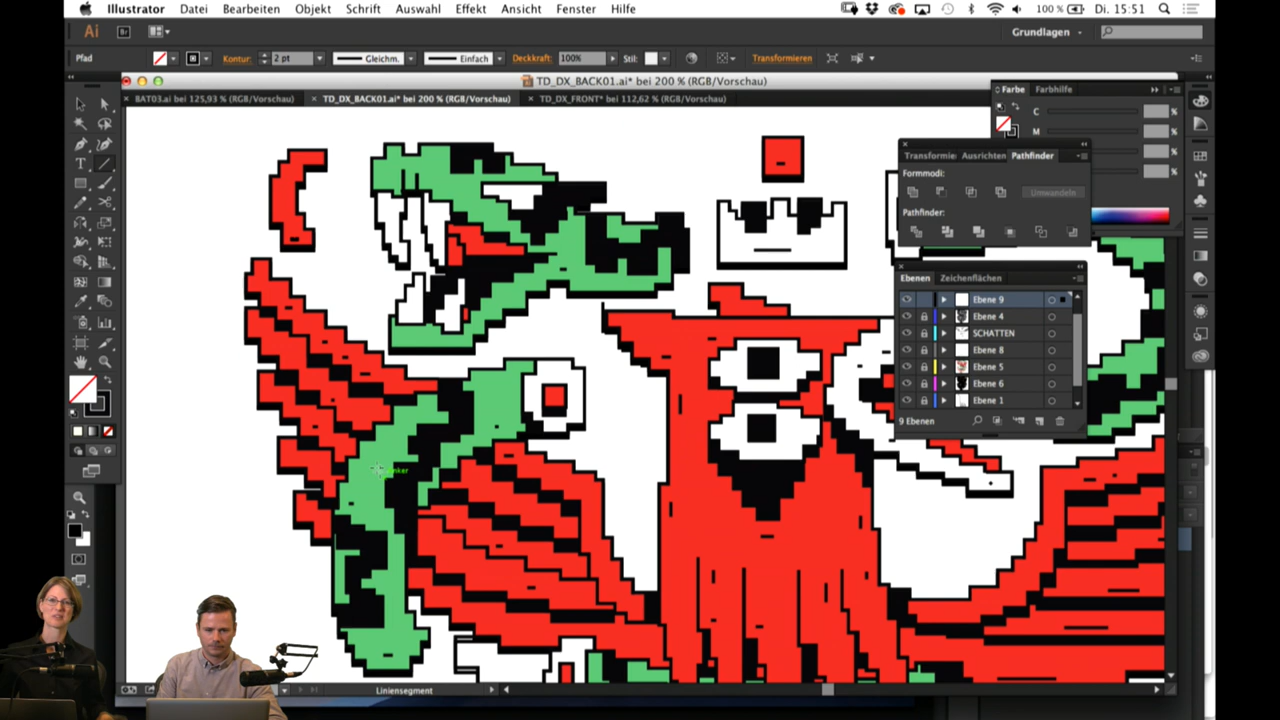 Illustrator Datei Bearbeiten Objekt Schrift Auswahl Effekt Ansicht Fenster Hilfe 100 % Di. 15:51
Ai Br Grundlagen
Pfad Kontur: 2 pt Gleichm. Einfach Deckkraft: 100% Stil: Transformieren
TD_DX_BACK01.ai* bei 200 % (RGB/Vorschau)
× BAT03.ai bei 125,93 % (RGB/Vorschau) × TD_DX_BACK01.ai* bei 200 % (RGB/Vorschau) × TD_DX_FRONT* bei 112,62 % (RGB/Vorschau)
Farbe Farbhilfe
C %
M %
%
%
Transformie Ausrichten Pathfinder
Formmodi:
Umwandeln
Pathfinder:
Ebenen Zeichenflächen
Ebene 9
Ebene 4
SCHATTEN
Ebene 8
Ebene 5
Ebene 6
Ebene 1
9 Ebenen
Liniensegment